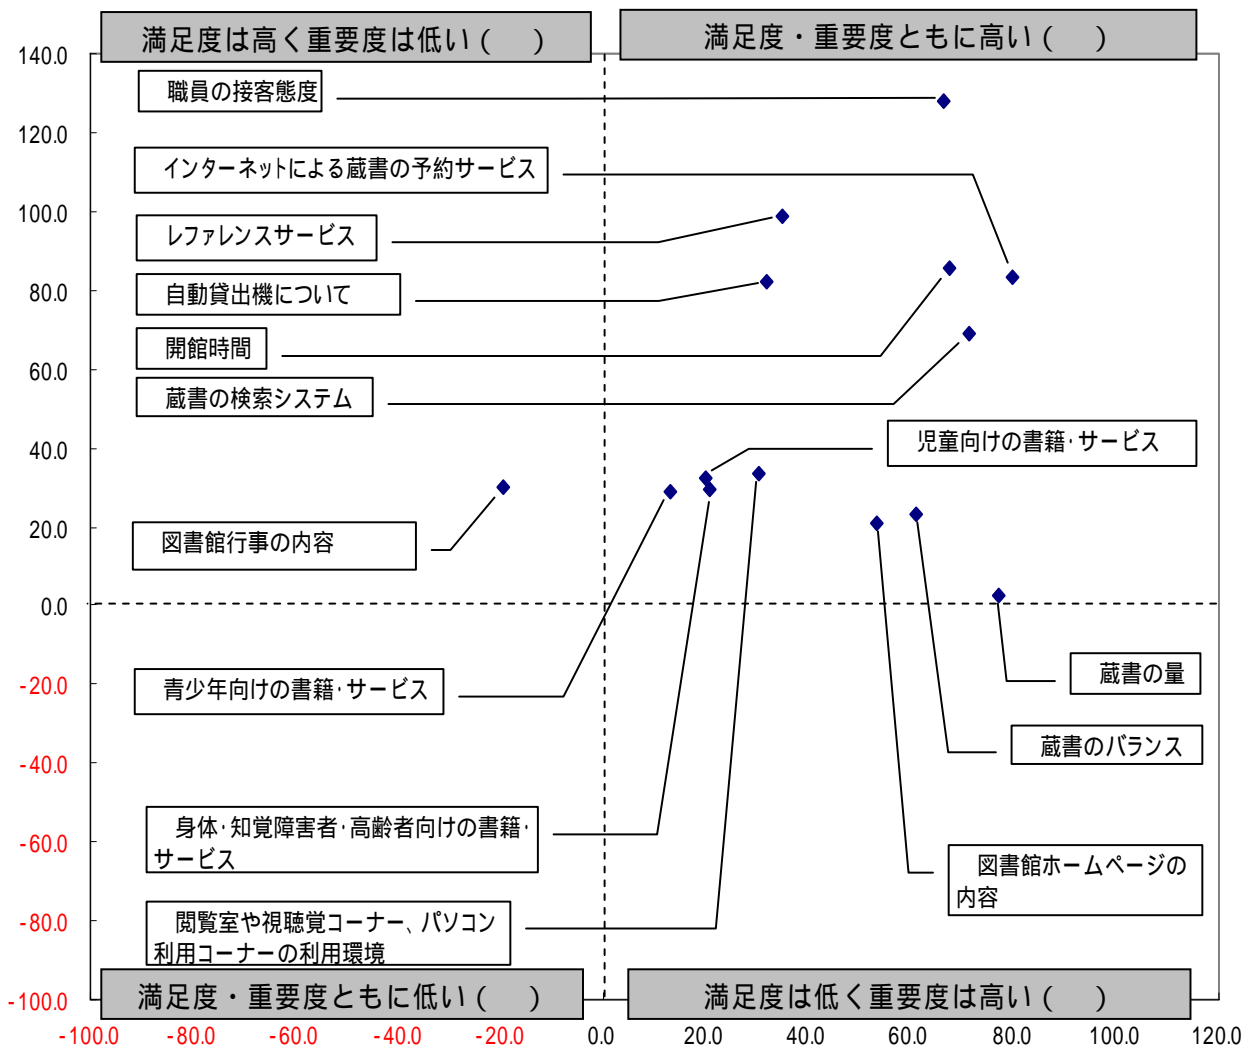 満足度は高く重要度は低い（　）
満足度・重要度ともに高い（　）
140.0
120.0
100.0
80.0
60.0
40.0
20.0
0.0
-20.0
-40.0
-60.0
-80.0
-100.0
職員の接客態度
インターネットによる蔵書の予約サービス
レファレンスサービス
自動貸出機について
開館時間
蔵書の検索システム
児童向けの書籍・サービス
図書館行事の内容
青少年向けの書籍・サービス
蔵書の量
蔵書のバランス
身体・知覚障害者・高齢者向けの書籍・
サービス
図書館ホームページの
内容
閲覧室や視聴覚コーナー、パソコン
利用コーナーの利用環境
満足度・重要度ともに低い（　）
満足度は低く重要度は高い（　）
-100.0 -80.0 -60.0 -40.0 -20.0 0.0 20.0 40.0 60.0 80.0 100.0 120.0